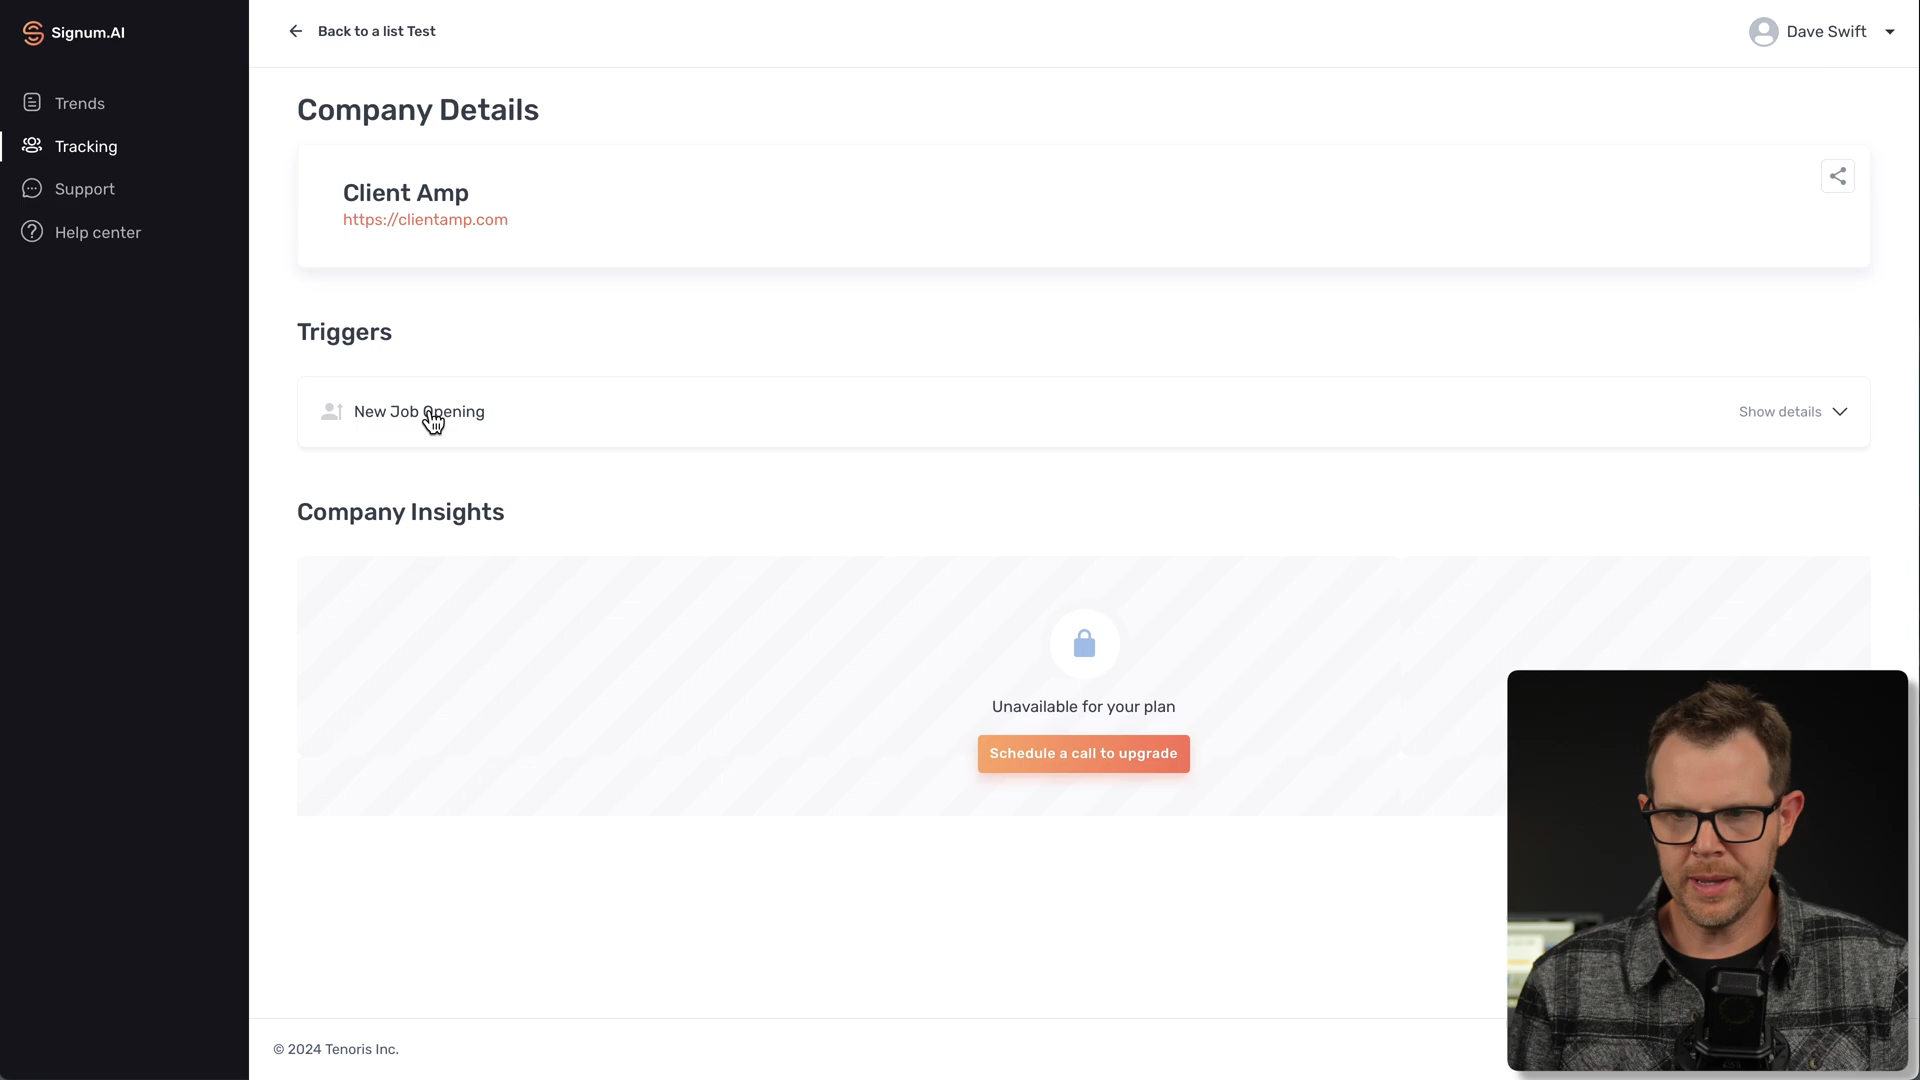 Signum.AI
Back to a list Test
Dave Swift
Trends
Tracking
Support
Help center
Company Details
Client Amp
https://clientamp.com
Triggers
New Job Opening
Show details
Company Insights
Unavailable for your plan
Schedule a call to upgrade
© 2024 Tenoris Inc.